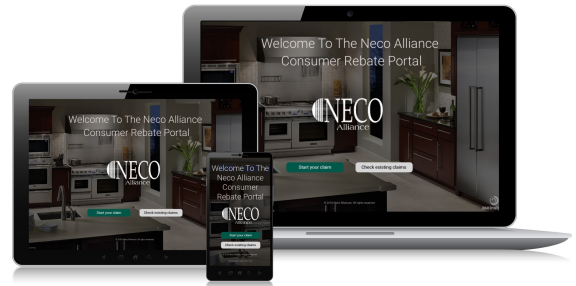 Welcome To The Neco Alliance
Consumer Rebate Portal
NECO
Alliance
Start your claim
Check existing claims
Welcome To The Neco Alliance
Consumer Rebate Portal
NECO
Alliance
Start your claim
Check existing claims
Welcome To The
Neco Alliance
Consumer
Rebate Portal
NECO
Alliance
Start your claim
Check existing claims